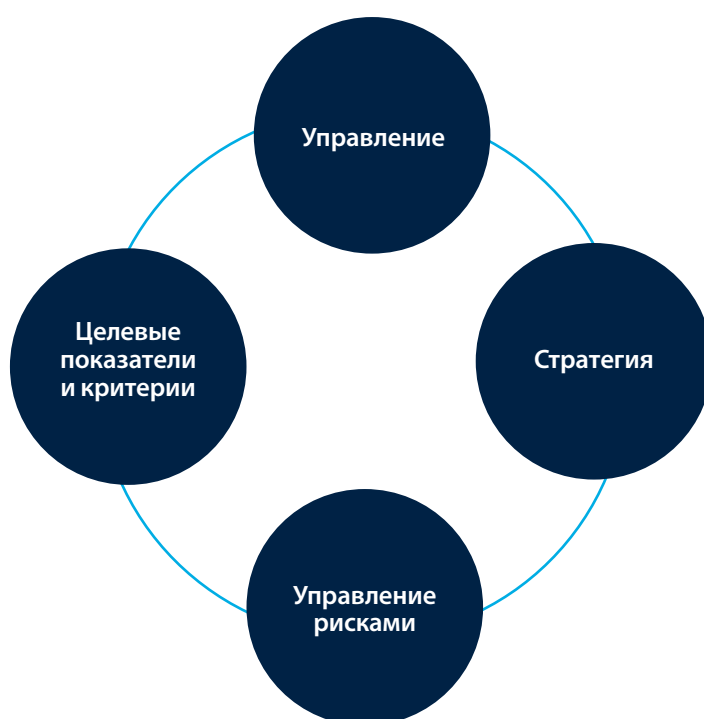 Управление
Целевые
показатели
и критерии
Стратегия
Управление
рисками